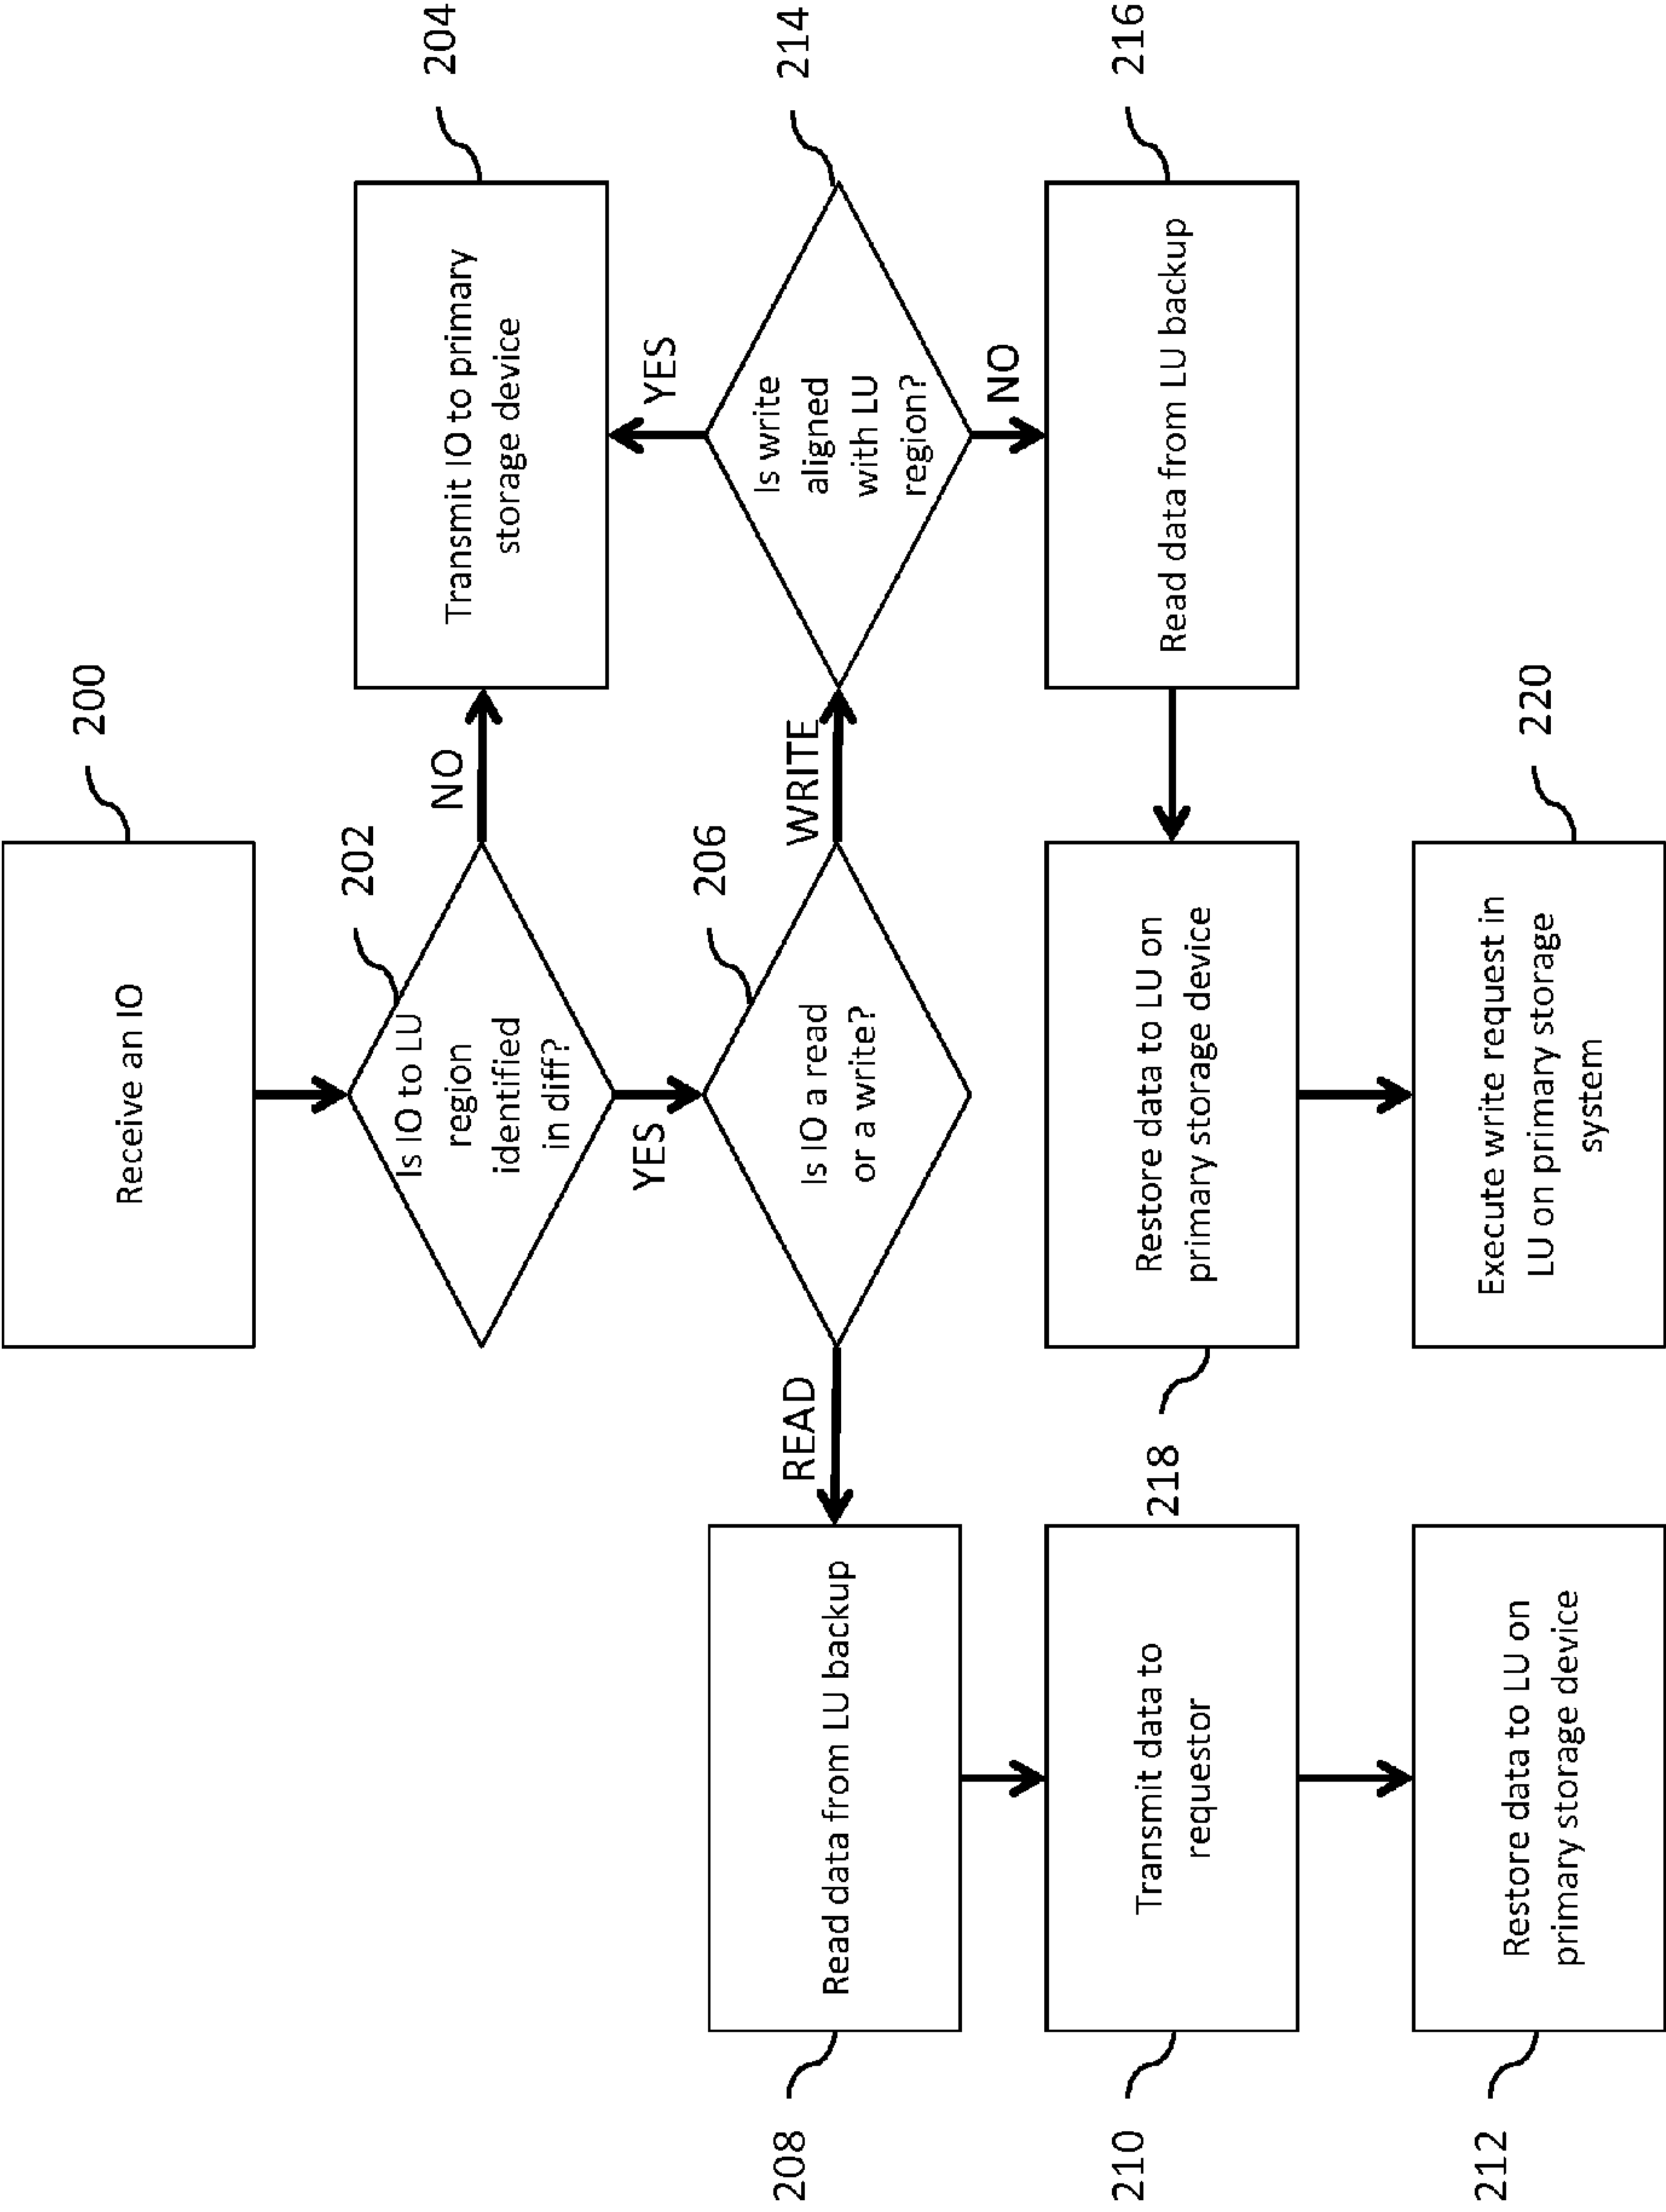 Receive an IO
200
Is IO to LU
region
identified
in diff?
202
NO
Transmit IO to primary
storage device
204
YES
YES
Is IO a read
or a write?
206
READ
WRITE
Is write
aligned
with LU
region?
214
NO
Read data from LU backup
208
Transmit data to
requestor
210
Restore data to LU on
primary storage device
212
Read data from LU backup
216
Restore data to LU on
primary storage device
218
Execute write request in
LU on primary storage
system
220